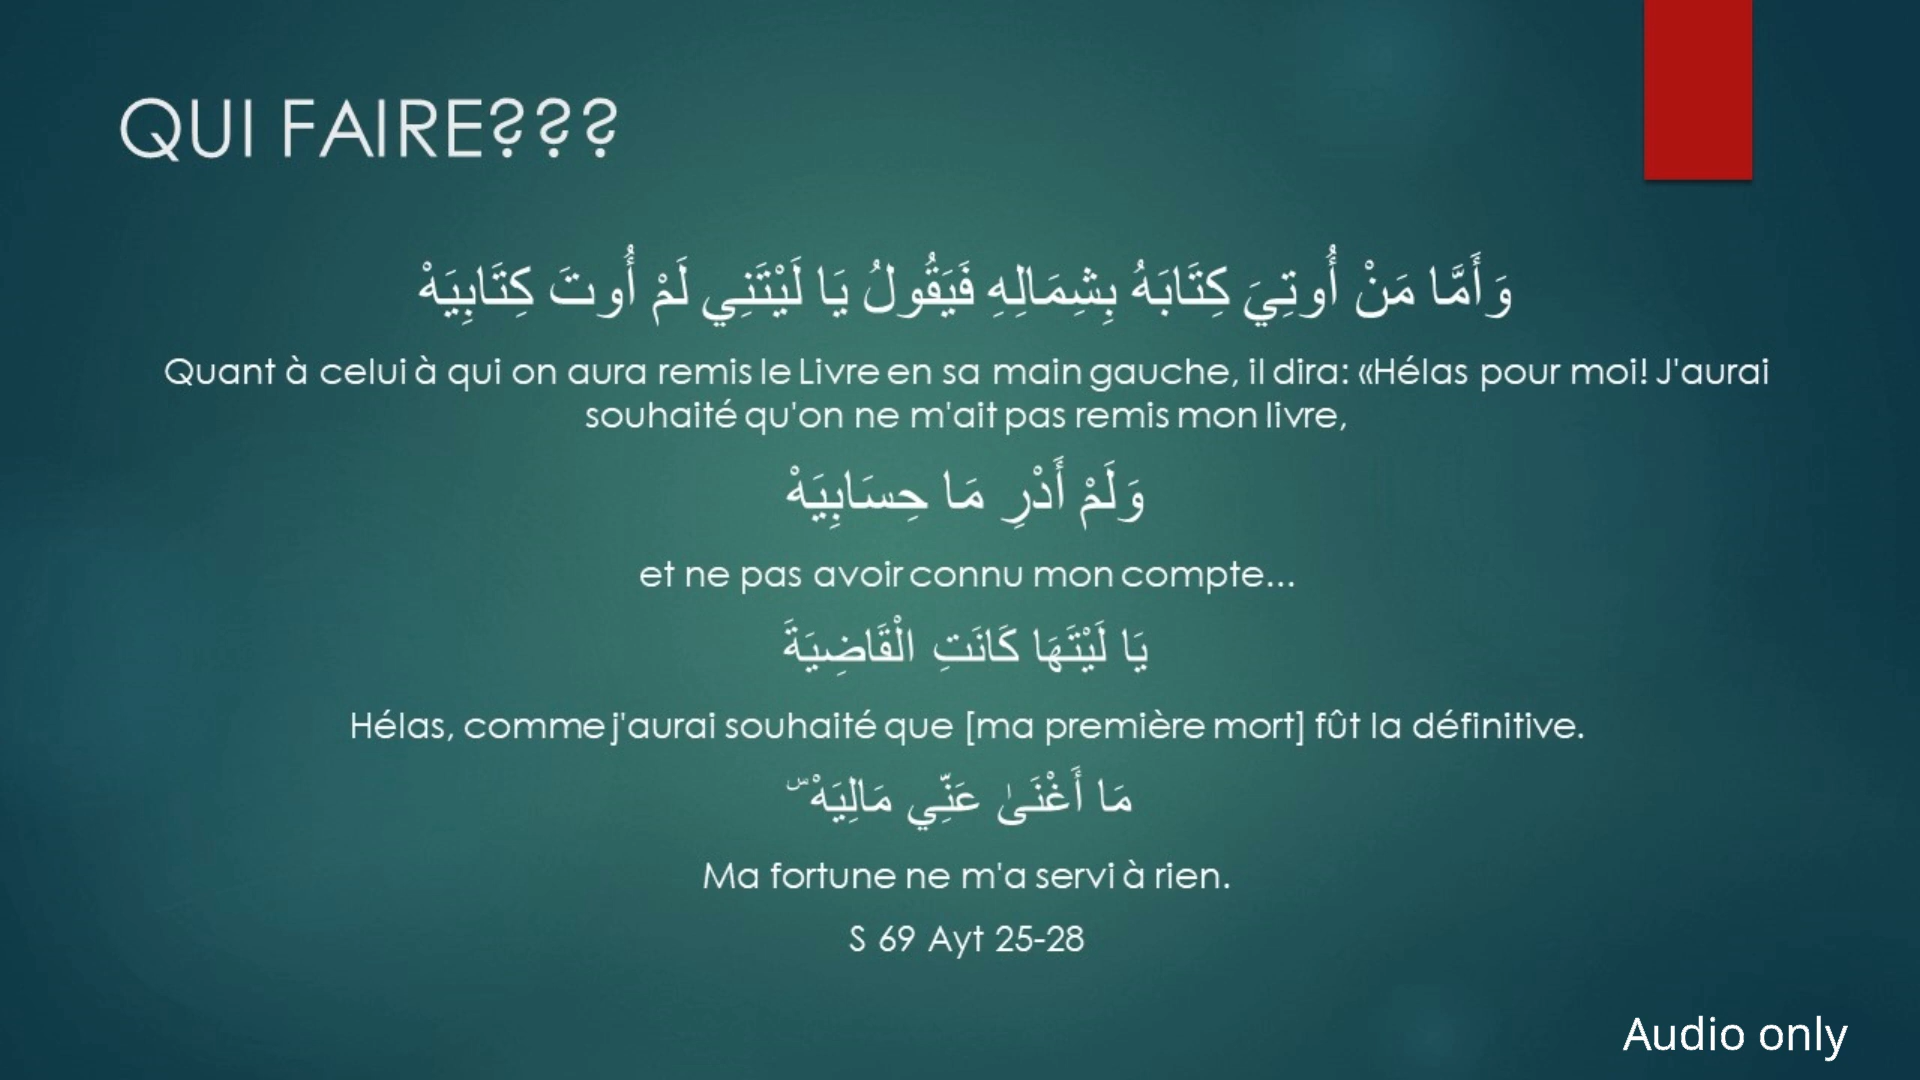 QUI FAIRE???
وَأَمَّا مَنْ أُوتِيَ كِتَابَهُ بِشِمَالِهِ فَيَقُولُ يَا لَيْتَنِي لَمْ أُوتَ كِتَابِيَهْ
Quant à celui à qui on aura remis le Livre en sa main gauche, il dira: «Hélas pour moi! J'aurai
souhaité qu'on ne m'ait pas remis mon livre,
وَلَمْ أَدْرِ مَا حِسَابِيَهْ
et ne pas avoir connu mon compte...
يَا لَيْتَهَا كَانَتِ الْقَاضِيَةَ
Hélas, comme j'aurai souhaité que [ma première mort] fût la définitive.
مَا أَغْنَىٰ عَنِّي مَالِيَهْ ۜ
Ma fortune ne m'a servi à rien.
S 69 Ayt 25-28
Audio only